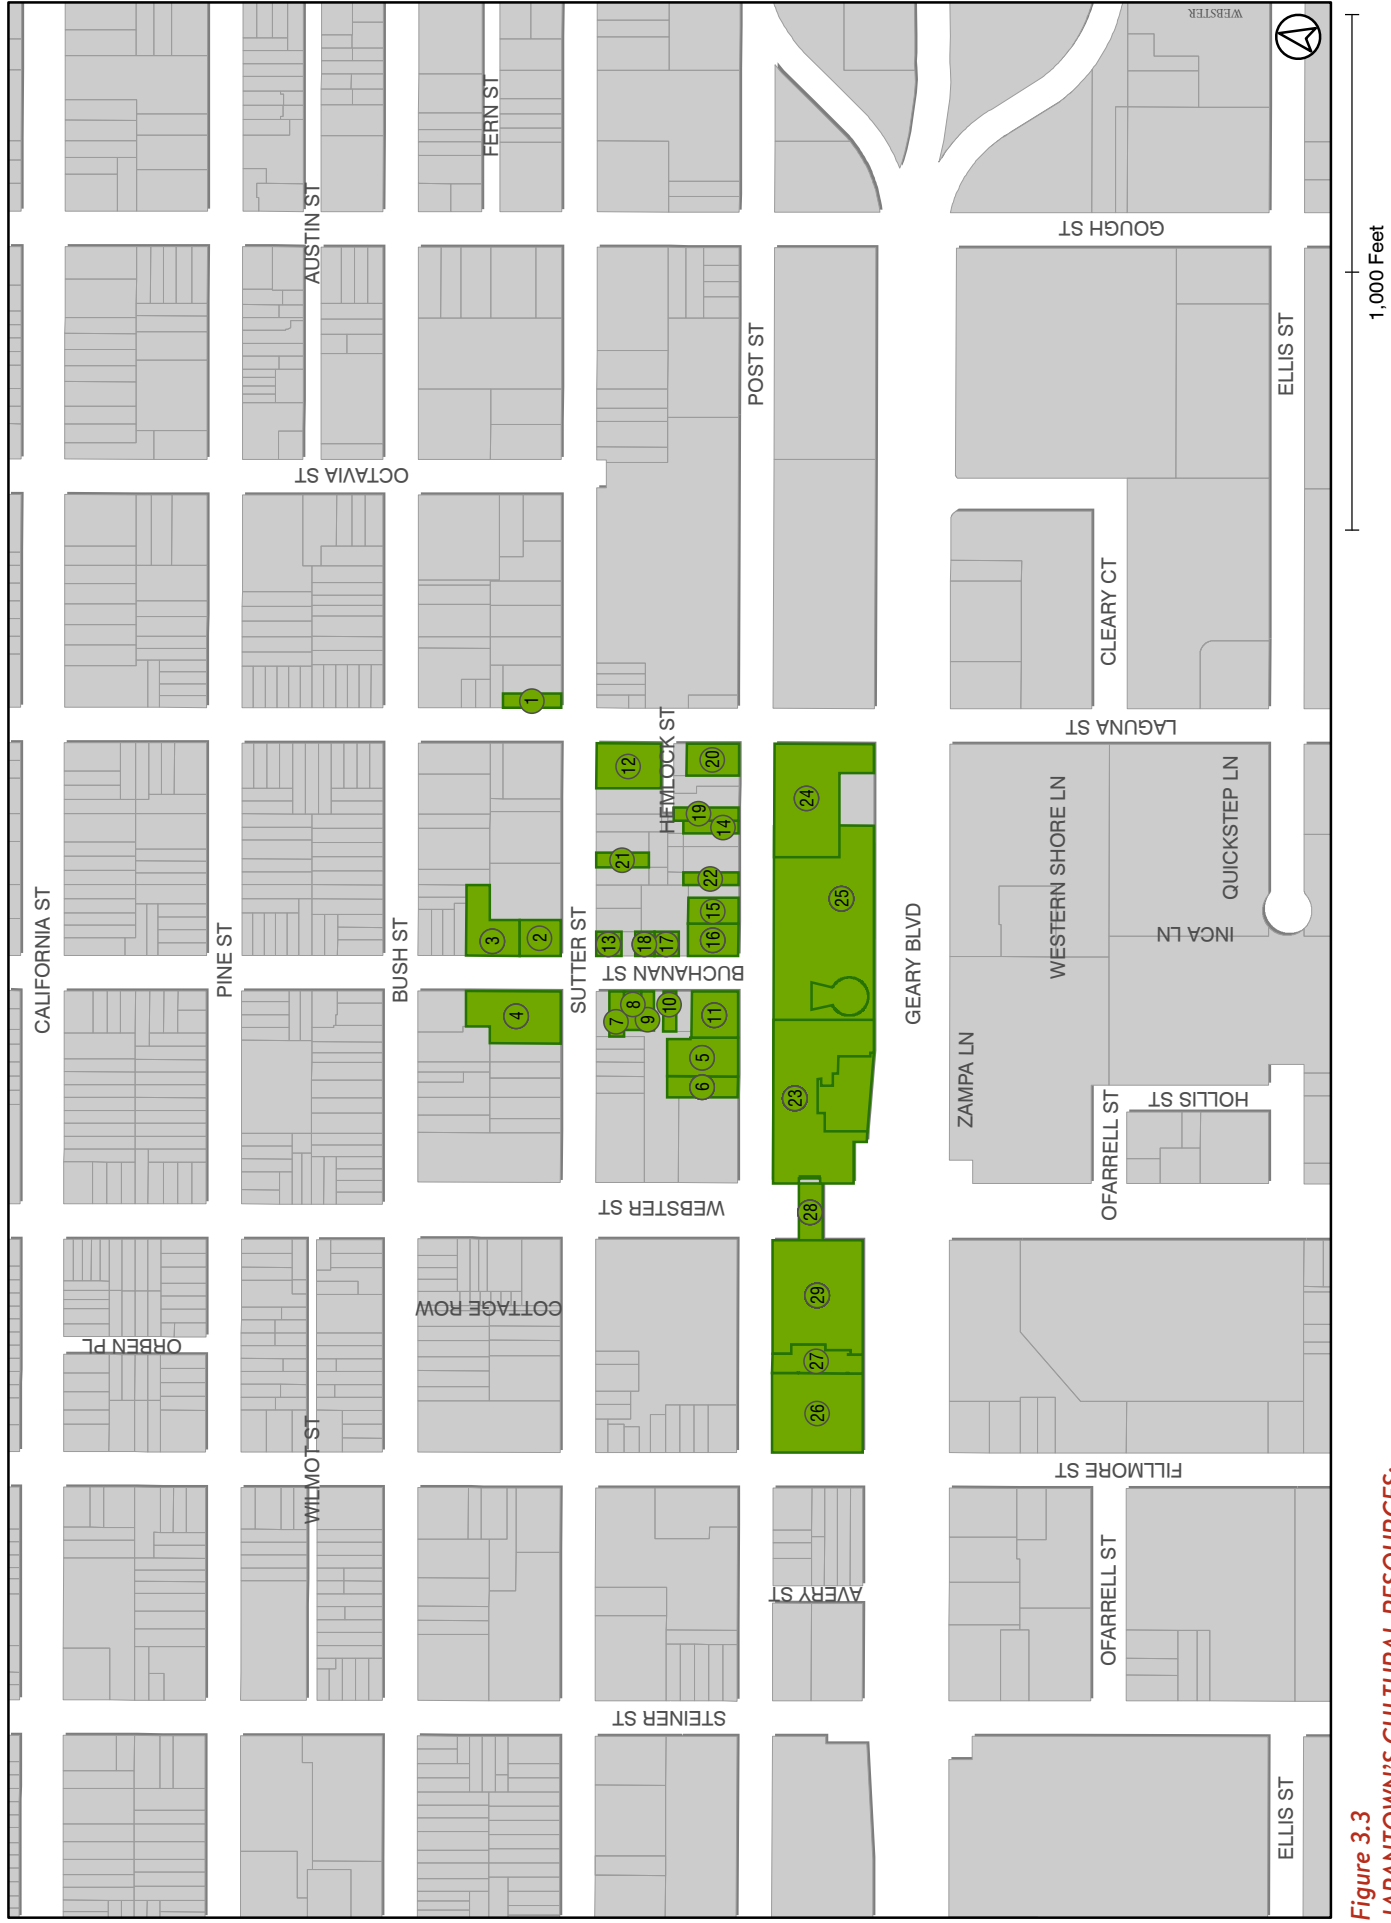 CALIFORNIA ST
ORBEN PL
PINE ST
WILMOT ST
AUSTIN ST
OCTAVIA ST
BUSH ST
COTTAGE ROW
FERN ST
SUTTER ST
STEINER ST
WEBSTER ST
BUCHANAN ST
HEMLOCK ST
POST ST
AVERY ST
GEARY BLVD
ZAMPA LN
WESTERN SHORE LN
FILLMORE ST
LAGUNA ST
GOUGH ST
OFARRELL ST
OFARRELL ST
CLEARY CT
HOLLIS ST
INCA LN
QUICKSTEP LN
ELLIS ST
ELLIS ST
WEBSTER
1
2
3
4
5
6
7
8
9
10
11
12
13
14
15
16
17
18
19
20
21
22
23
24
25
26
27
28
29
1,000 Feet
Figure 3.3
JAPANTOWN'S CULTURAL RESOURCES: